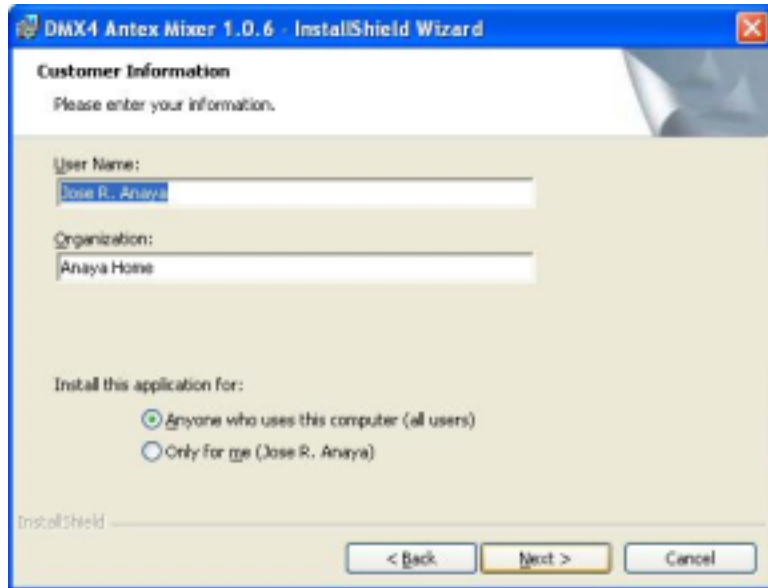 DMX4 Antex Mixer 1.0.6 - InstallShield Wizard
Customer Information
Please enter your information.
User Name:
Jose R. Anaya
Organization:
Anaya Home
Install this application for:
Anyone who uses this computer (all users)
Only for me (Jose R. Anaya)
InstallShield
< Back Next > Cancel